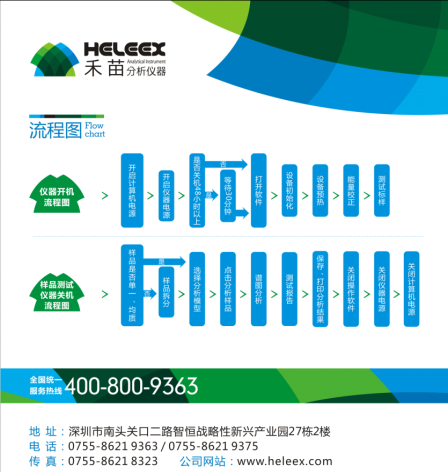 HELEEX
Analytical Instrument
禾苗分析仪器
流程图 Flow chart
仪器开机
流程图
开启计算机电源
开启仪器电源
是否关机48小时以上
否
是
等待30分钟
打开软件
设备初始化
设备预热
能量校正
测试标样
样品测试
仪器关机
流程图
样品是否单一、均质
是
否
样品拆分
选择分析模型
点击分析样品
谱图分析
测试报告
保存、打印分析结果
关闭操作软件
关闭仪器电源
关闭计算机电源
全国统一
服务热线 400-800-9363
地 址：深圳市南头关口二路智恒战略性新兴产业园27栋2楼
电 话：0755-8621 9363 / 0755-8621 9375
传 真：0755-8621 8323 公司网站：www.heleex.com